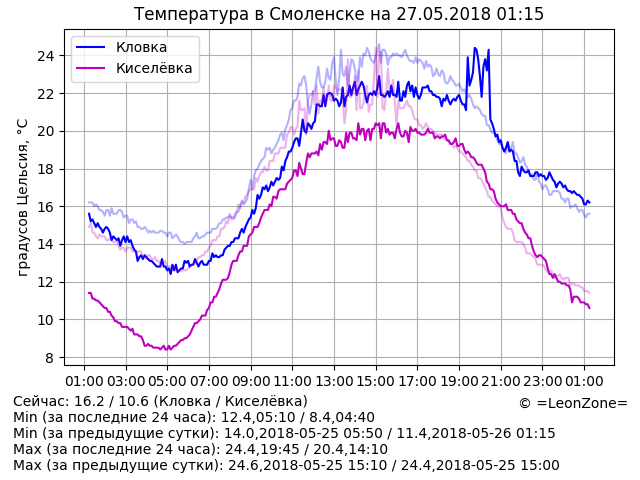 Температура в Смоленске на 27.05.2018 01:15
градусов Цельсия, °C
24
22
20
18
16
14
12
10
8
Кловка
Киселёвка
01:00 03:00 05:00 07:00 09:00 11:00 13:00 15:00 17:00 19:00 21:00 23:00 01:00
Сейчас: 16.2 / 10.6 (Кловка / Киселёвка)
© =LeonZone=
Min (за последние 24 часа): 12.4,05:10 / 8.4,04:40
Min (за предыдущие сутки): 14.0,2018-05-25 05:50 / 11.4,2018-05-26 01:15
Max (за последние 24 часа): 24.4,19:45 / 20.4,14:10
Max (за предыдущие сутки): 24.6,2018-05-25 15:10 / 24.4,2018-05-25 15:00